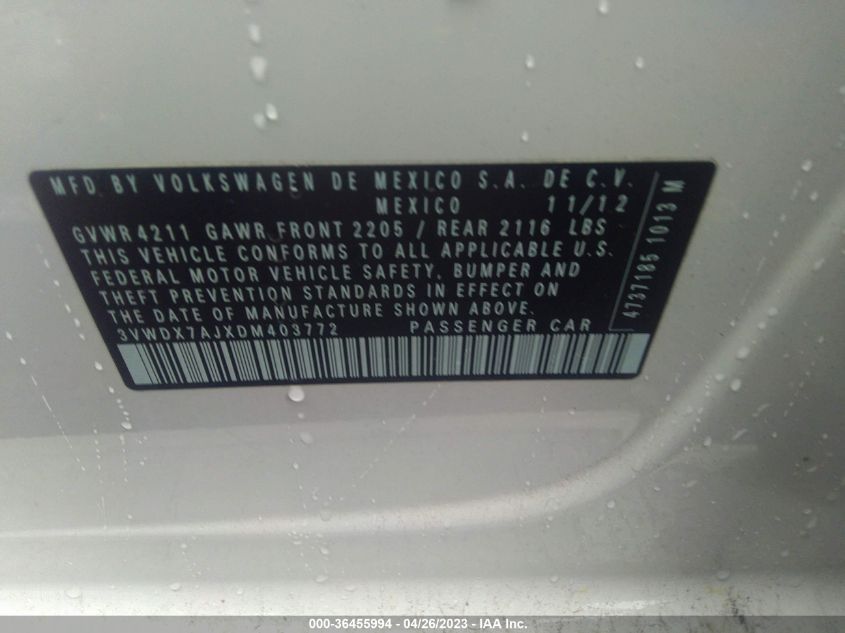 MFD. BY VOLKSWAGEN DE MEXICO S.A. DE C.V.
MEXICO 11/12
GVWR 4211 GAWR FRONT 2205 / REAR 2116 LBS
THIS VEHICLE CONFORMS TO ALL APPLICABLE U.S.
FEDERAL MOTOR VEHICLE SAFETY, BUMPER AND
THEFT PREVENTION STANDARDS IN EFFECT ON
THE DATE OF MANUFACTURE SHOWN ABOVE.
3VWDX7AJXDM403772 PASSENGER CAR
4737185 1013 M
000-36455994 - 04/26/2023 - IAA Inc.